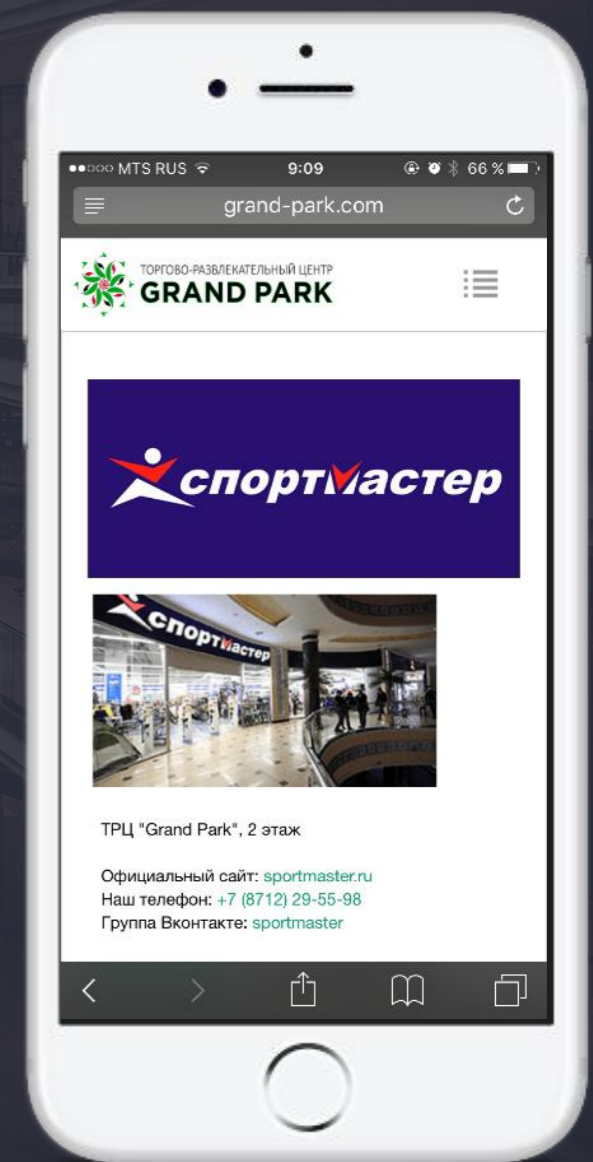 MTS RUS 9:09 66 %
grand-park.com
ТОРГОВО-РАЗВЛЕКАТЕЛЬНЫЙ ЦЕНТР
GRAND PARK
спортмастер
спортмастер
ТРЦ "Grand Park", 2 этаж
Официальный сайт: sportmaster.ru
Наш телефон: +7 (8712) 29-55-98
Группа Вконтакте: sportmaster